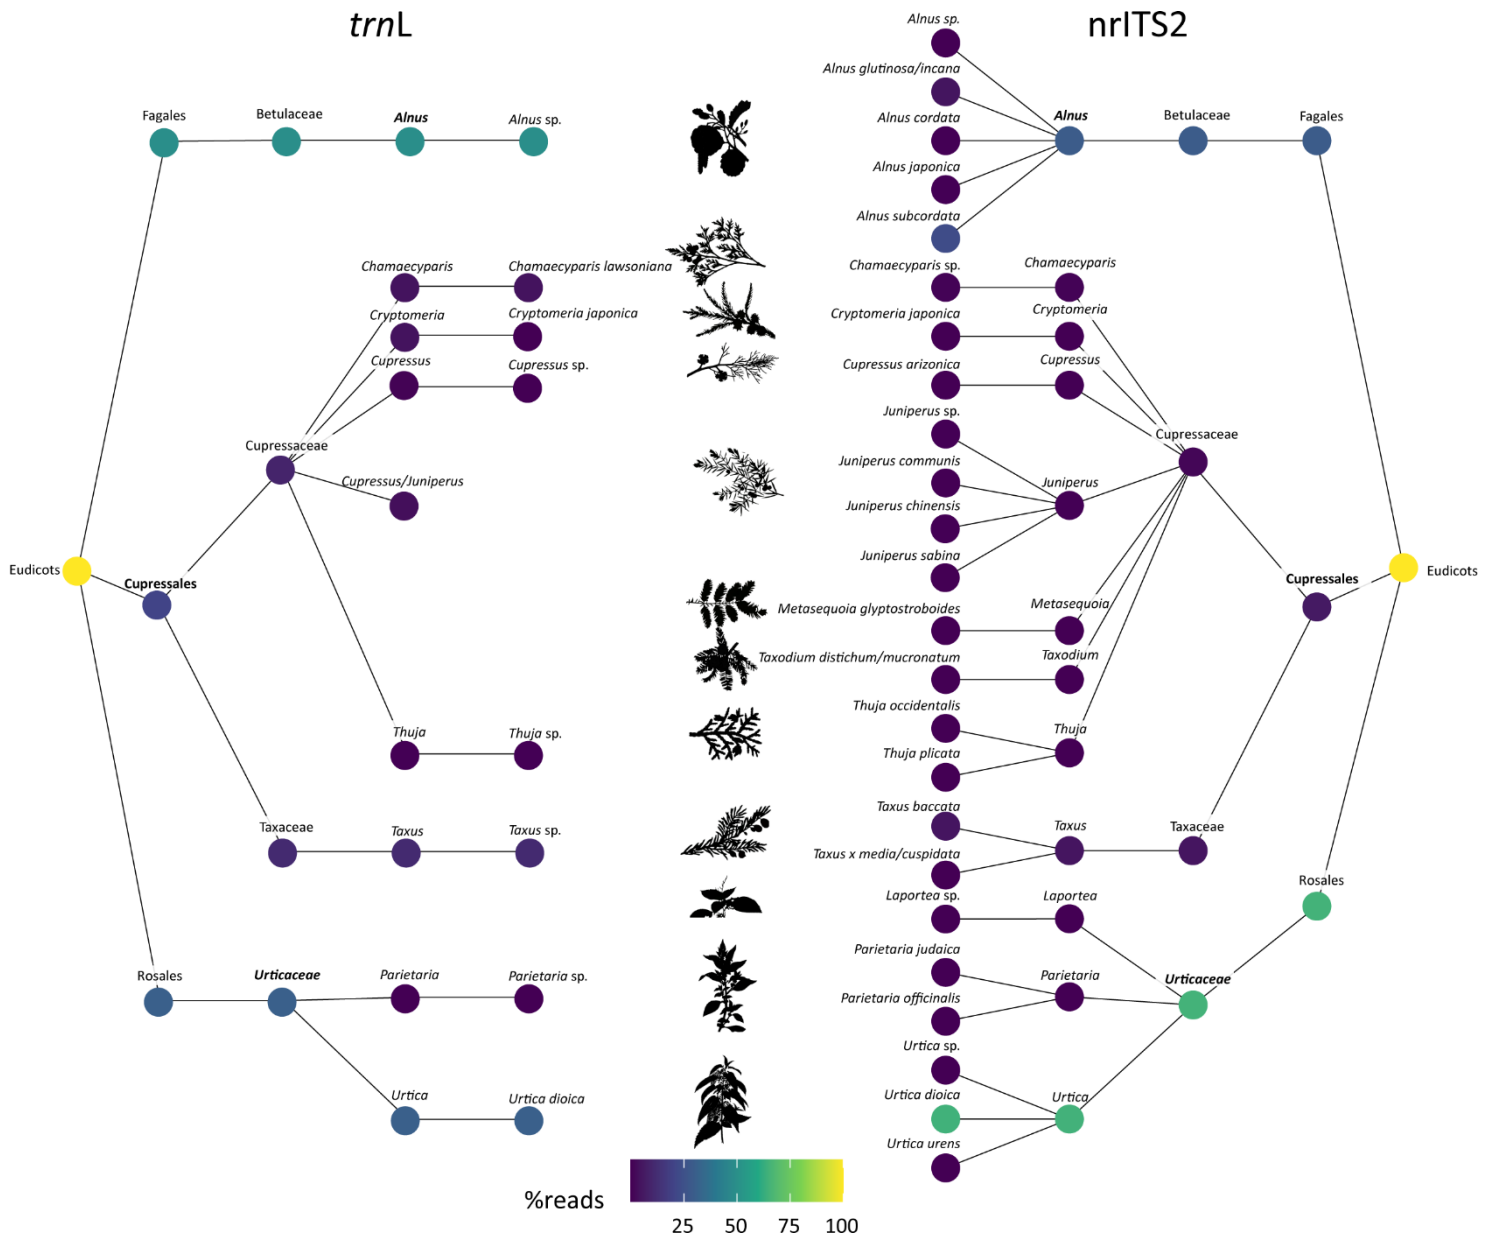 trnL
nrITS2
Fagales
Betulaceae
Alnus
Alnus sp.
Chamaecyparis
Chamaecyparis lawsoniana
Cryptomeria
Cryptomeria japonica
Cupressus
Cupressus sp.
Cupressaceae
Cupressus/Juniperus
Eudicots
Cupressales
Thuja
Thuja sp.
Taxaceae
Taxus
Taxus sp.
Rosales
Urticaceae
Parietaria
Parietaria sp.
Urtica
Urtica dioica
Alnus sp.
Alnus glutinosa/incana
Alnus cordata
Alnus japonica
Alnus subcordata
Alnus
Betulaceae
Fagales
Chamaecyparis sp.
Chamaecyparis
Cryptomeria japonica
Cryptomeria
Cupressus arizonica
Cupressus
Juniperus sp.
Cupressaceae
Juniperus communis
Juniperus
Juniperus chinensis
Juniperus sabina
Cupressales
Eudicots
Metasequoia glyptostroboides
Metasequoia
Taxodium distichum/mucronatum
Taxodium
Thuja occidentalis
Thuja
Thuja plicata
Taxus baccata
Taxus
Taxaceae
Taxus x media/cuspidata
Laportea sp.
Laportea
Rosales
Parietaria judaica
Parietaria
Urticaceae
Parietaria officinalis
Urtica sp.
Urtica dioica
Urtica
Urtica urens
%reads
25 50 75 100